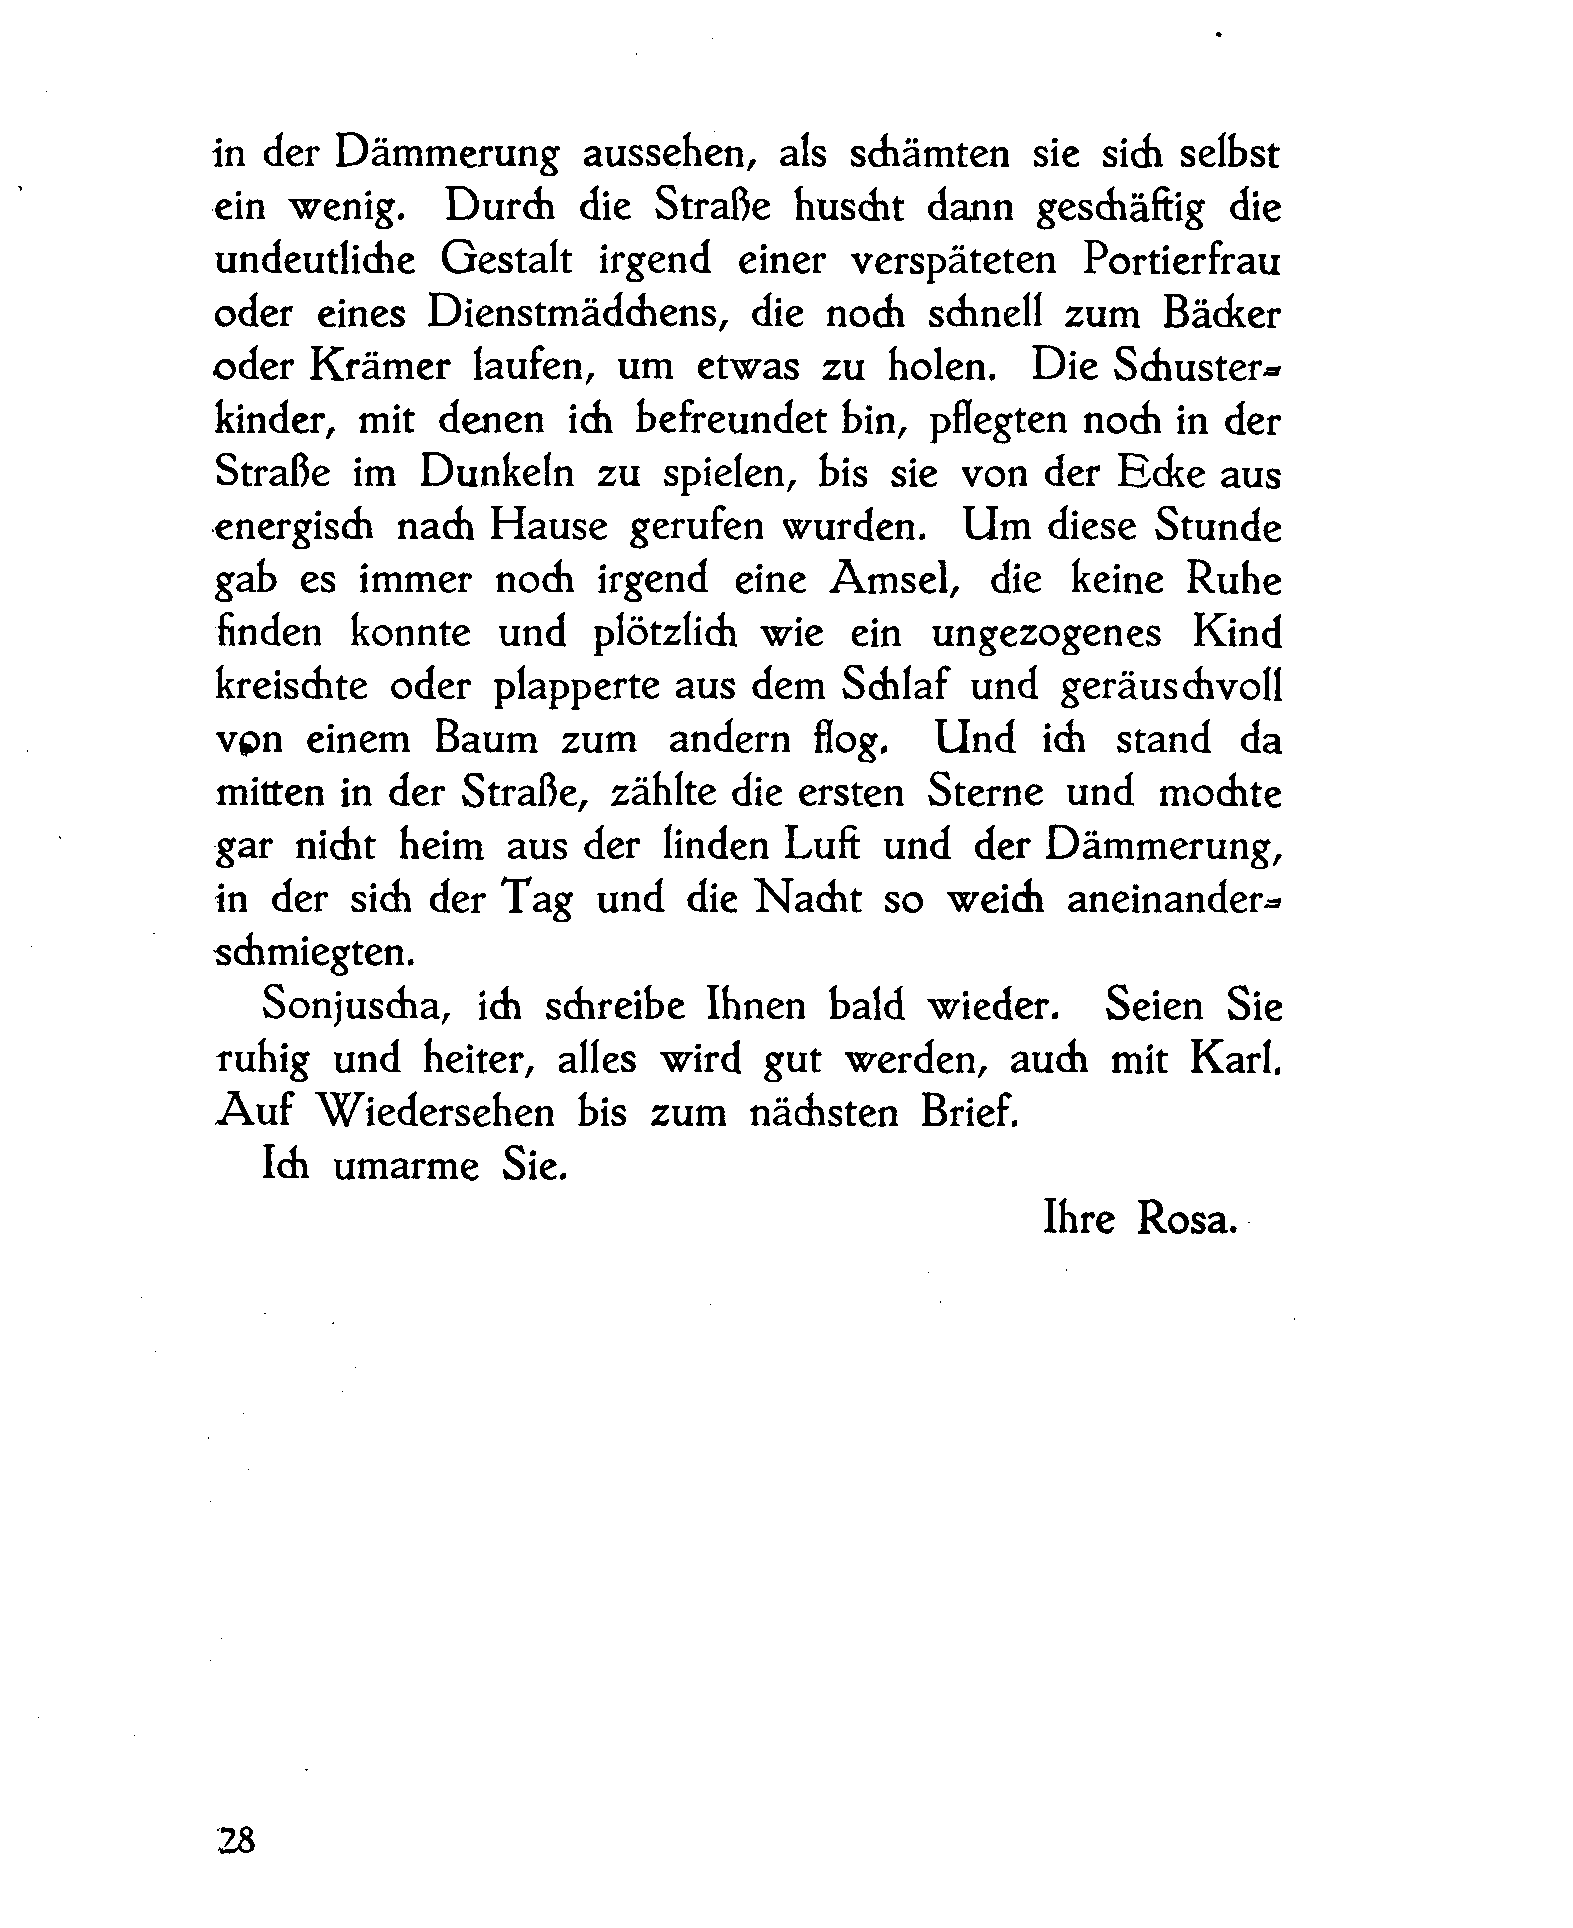 in der Dämmerung aussehen, als schämten sie sich selbst
ein wenig. Durch die Straße huscht dann geschäftig die
undeutliche Gestalt irgend einer verspäteten Portierfrau
oder eines Dienstmädchens, die noch schnell zum Bäcker
oder Krämer laufen, um etwas zu holen. Die Schuster-
kinder, mit denen ich befreundet bin, pflegten noch in der
Straße im Dunkeln zu spielen, bis sie von der Ecke aus
energisch nach Hause gerufen wurden. Um diese Stunde
gab es immer noch irgend eine Amsel, die keine Ruhe
finden konnte und plötzlich wie ein ungezogenes Kind
kreischte oder plapperte aus dem Schlaf und geräuschvoll
von einem Baum zum andern flog. Und ich stand da
mitten in der Straße, zählte die ersten Sterne und mochte
gar nicht heim aus der linden Luft und der Dämmerung,
in der sich der Tag und die Nacht so weich aneinander-
schmiegten.
Sonjuscha, ich schreibe Ihnen bald wieder. Seien Sie
ruhig und heiter, alles wird gut werden, auch mit Karl.
Auf Wiedersehen bis zum nächsten Brief.
Ich umarme Sie.
Ihre Rosa.
28